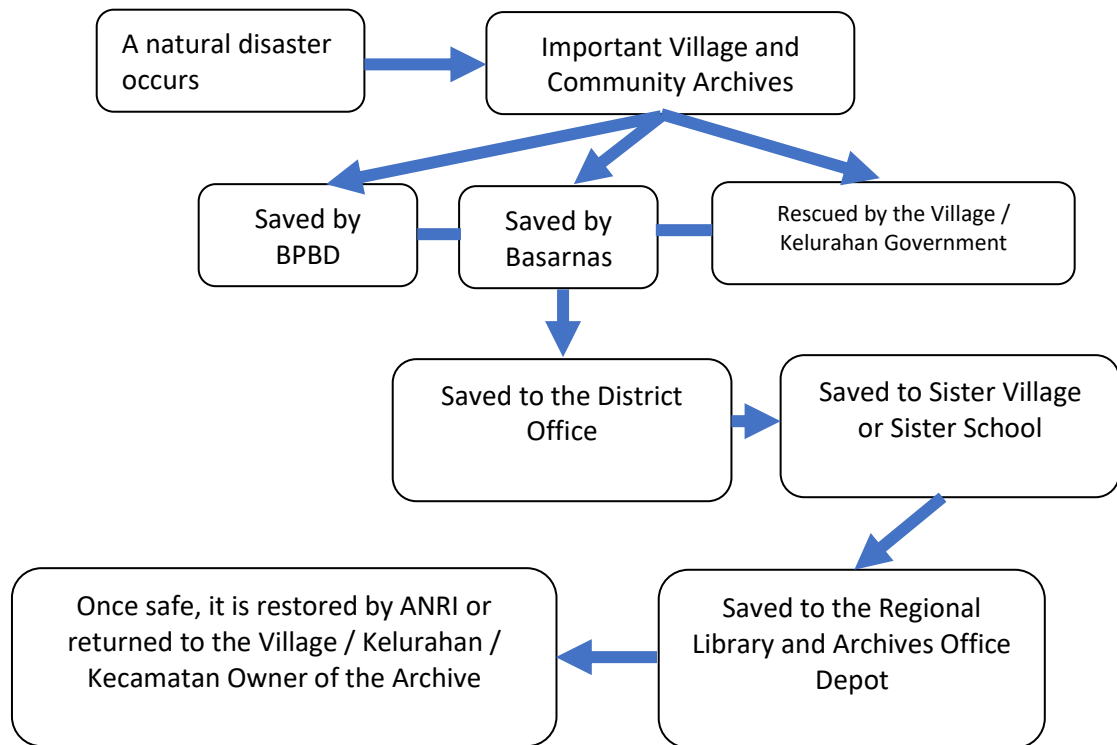 A natural disaster
occurs
Important Village and
Community Archives
Saved by
BPBD
Saved by
Basarnas
Rescued by the Village /
Kelurahan Government
Saved to the District
Office
Saved to Sister Village
or Sister School
Once safe, it is restored by ANRI or
returned to the Village / Kelurahan /
Kecamatan Owner of the Archive
Saved to the Regional
Library and Archives Office
Depot